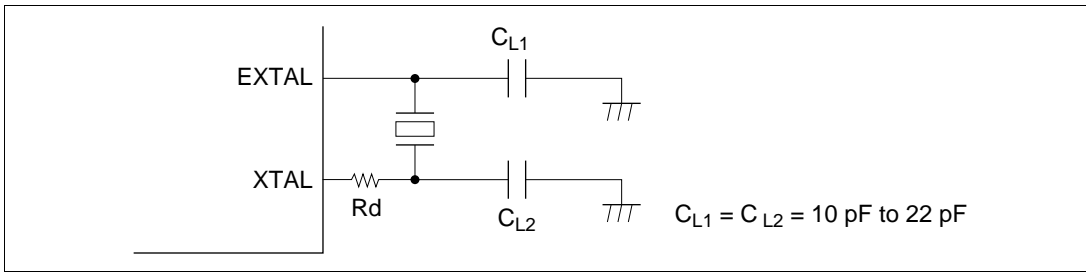 C_L1
EXTAL
XTAL
Rd
C_L2
C_L1 = C_L2 = 10 pF to 22 pF